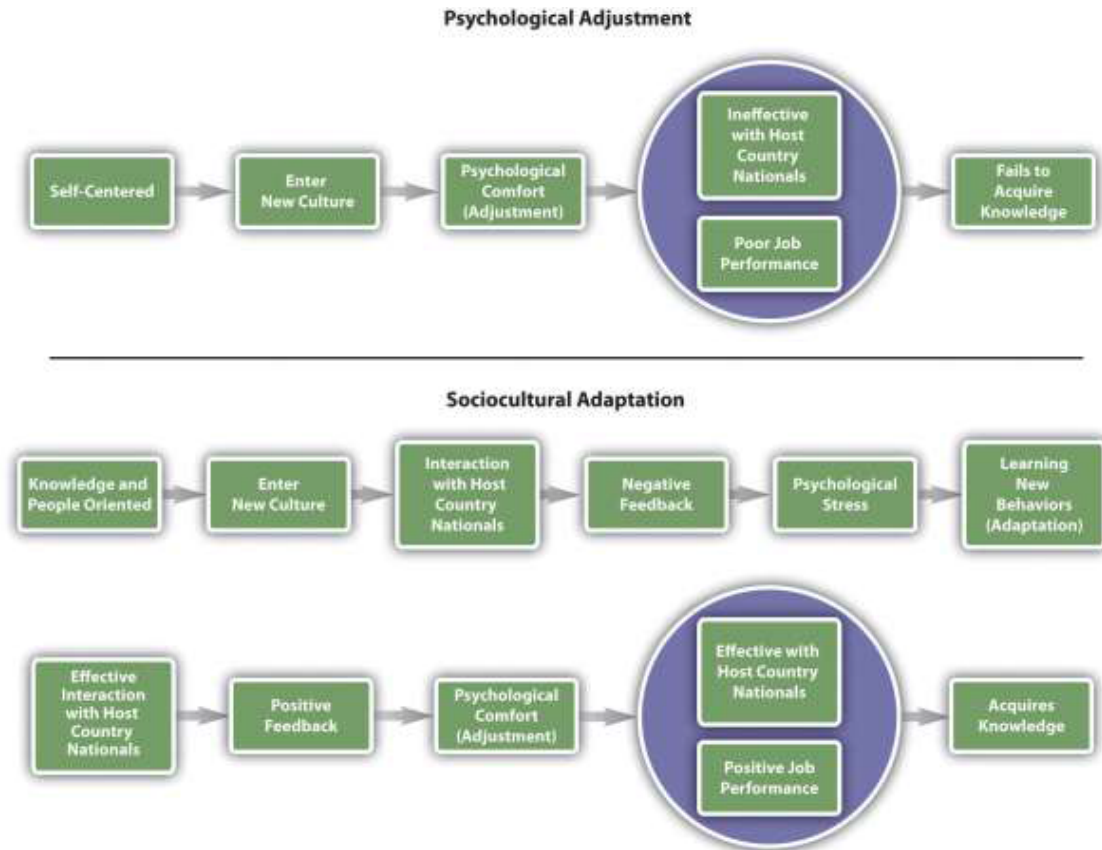 Psychological Adjustment
Self-Centered
Enter
New Culture
Psychological
Comfort
(Adjustment)
Ineffective
with Host
Country
Nationals
Poor Job
Performance
Fails to
Acquire
Knowledge
Sociocultural Adaptation
Knowledge and
People Oriented
Enter
New Culture
Interaction
with Host
Country
Nationals
Negative
Feedback
Psychological
Stress
Learning
New
Behaviors
(Adaptation)
Effective
Interaction
with Host
Country
Nationals
Positive
Feedback
Psychological
Comfort
(Adjustment)
Effective with
Host Country
Nationals
Positive Job
Performance
Acquires
Knowledge